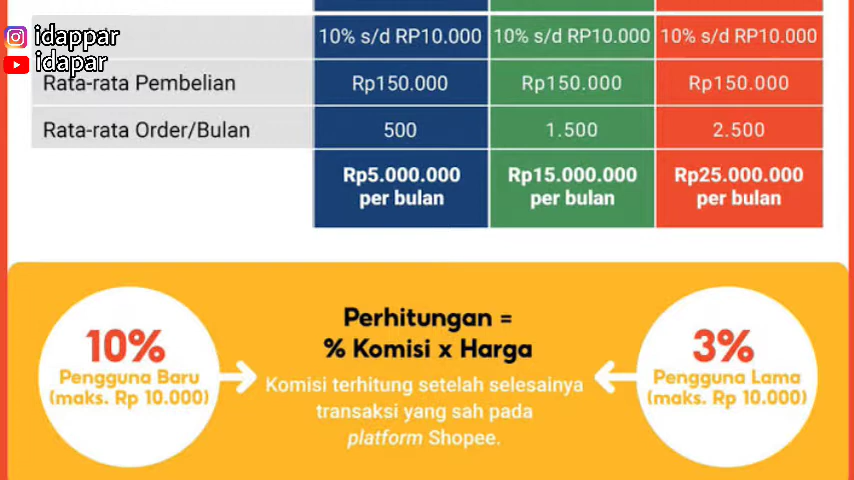 idappar
idapar
10% s/d RP10.000 10% s/d RP10.000 10% s/d RP10.000
Rata-rata Pembelian Rp150.000 Rp150.000 Rp150.000
Rata-rata Order/Bulan 500 1.500 2.500
Rp5.000.000 Rp15.000.000 Rp25.000.000
per bulan per bulan per bulan
10%
Pengguna Baru
(maks. Rp 10.000)
Perhitungan =
% Komisi x Harga
Komisi terhitung setelah selesainya
transaksi yang sah pada
platform Shopee.
3%
Pengguna Lama
(maks. Rp 10.000)